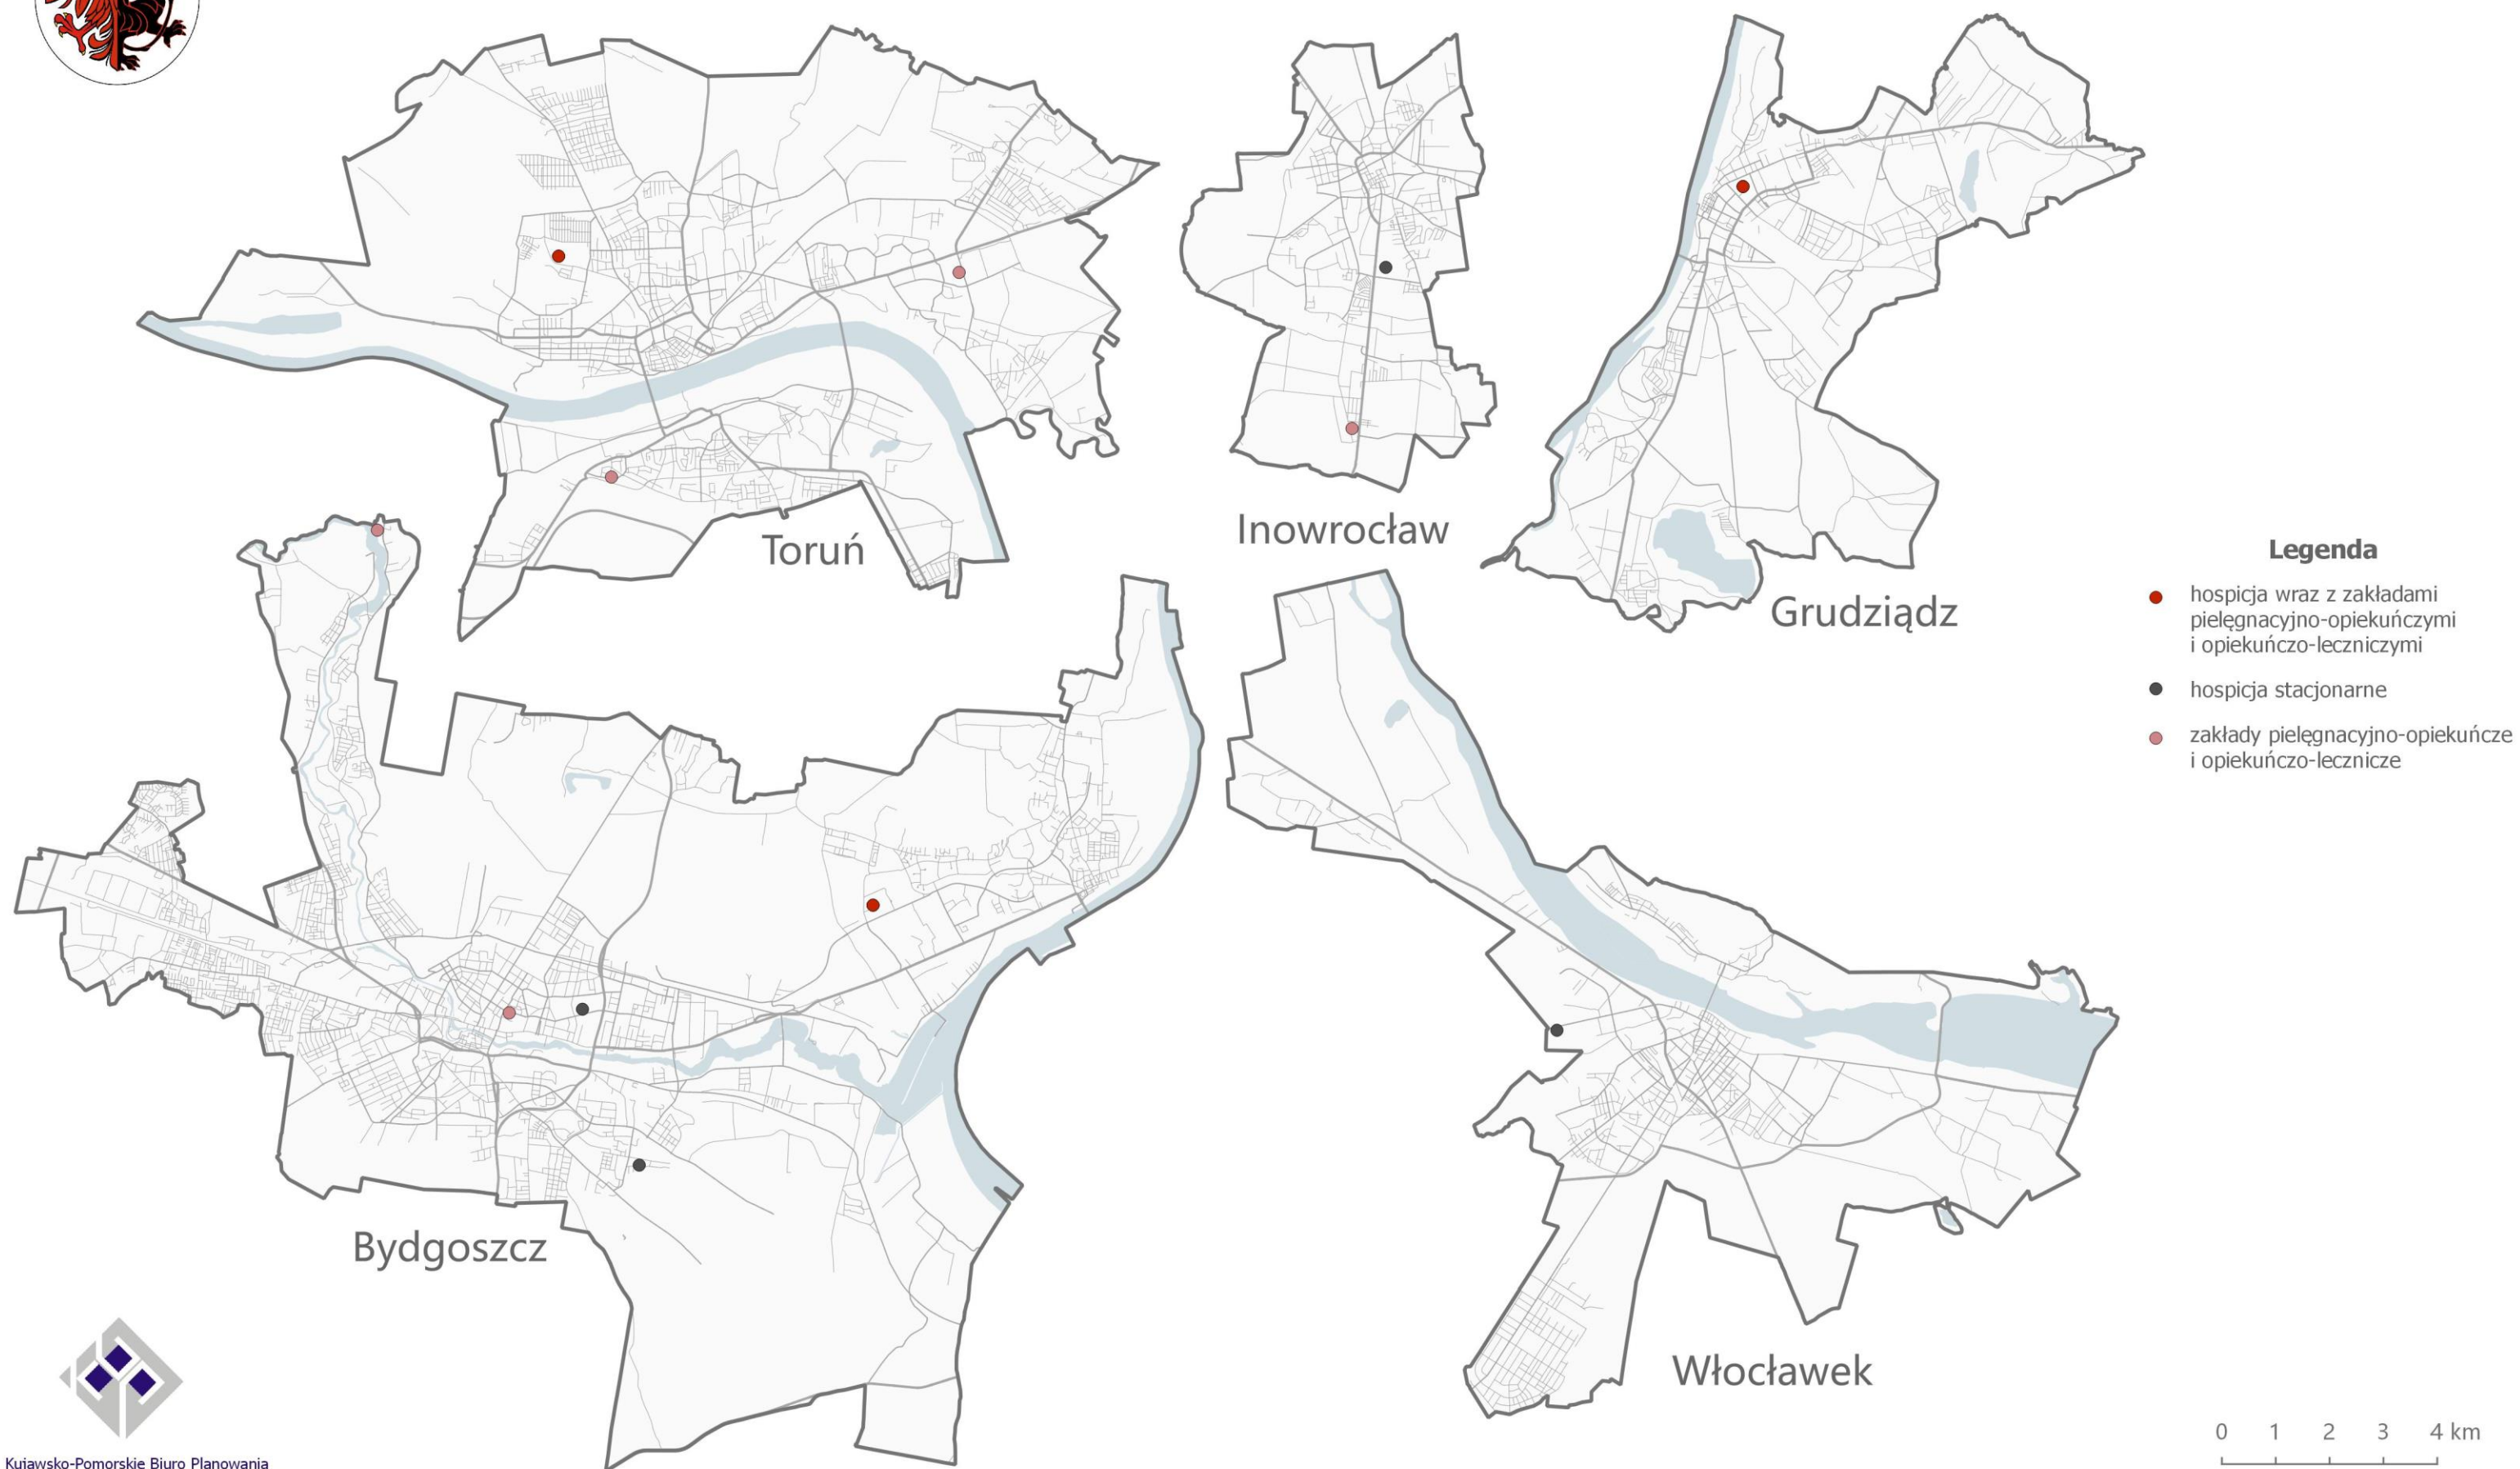 Toruń
Inowrocław
Grudziądz
Bydgoszcz
Włocławek
Legenda
hospicja wraz z zakładami
pielęgnacyjno-opiekuńczymi
i opiekuńczo-leczniczymi
hospicja stacjonarne
zakłady pielęgnacyjno-opiekuńcze
i opiekuńczo-lecznicze
0 1 2 3 4 km
Kujawsko-Pomorskie Biuro Planowania